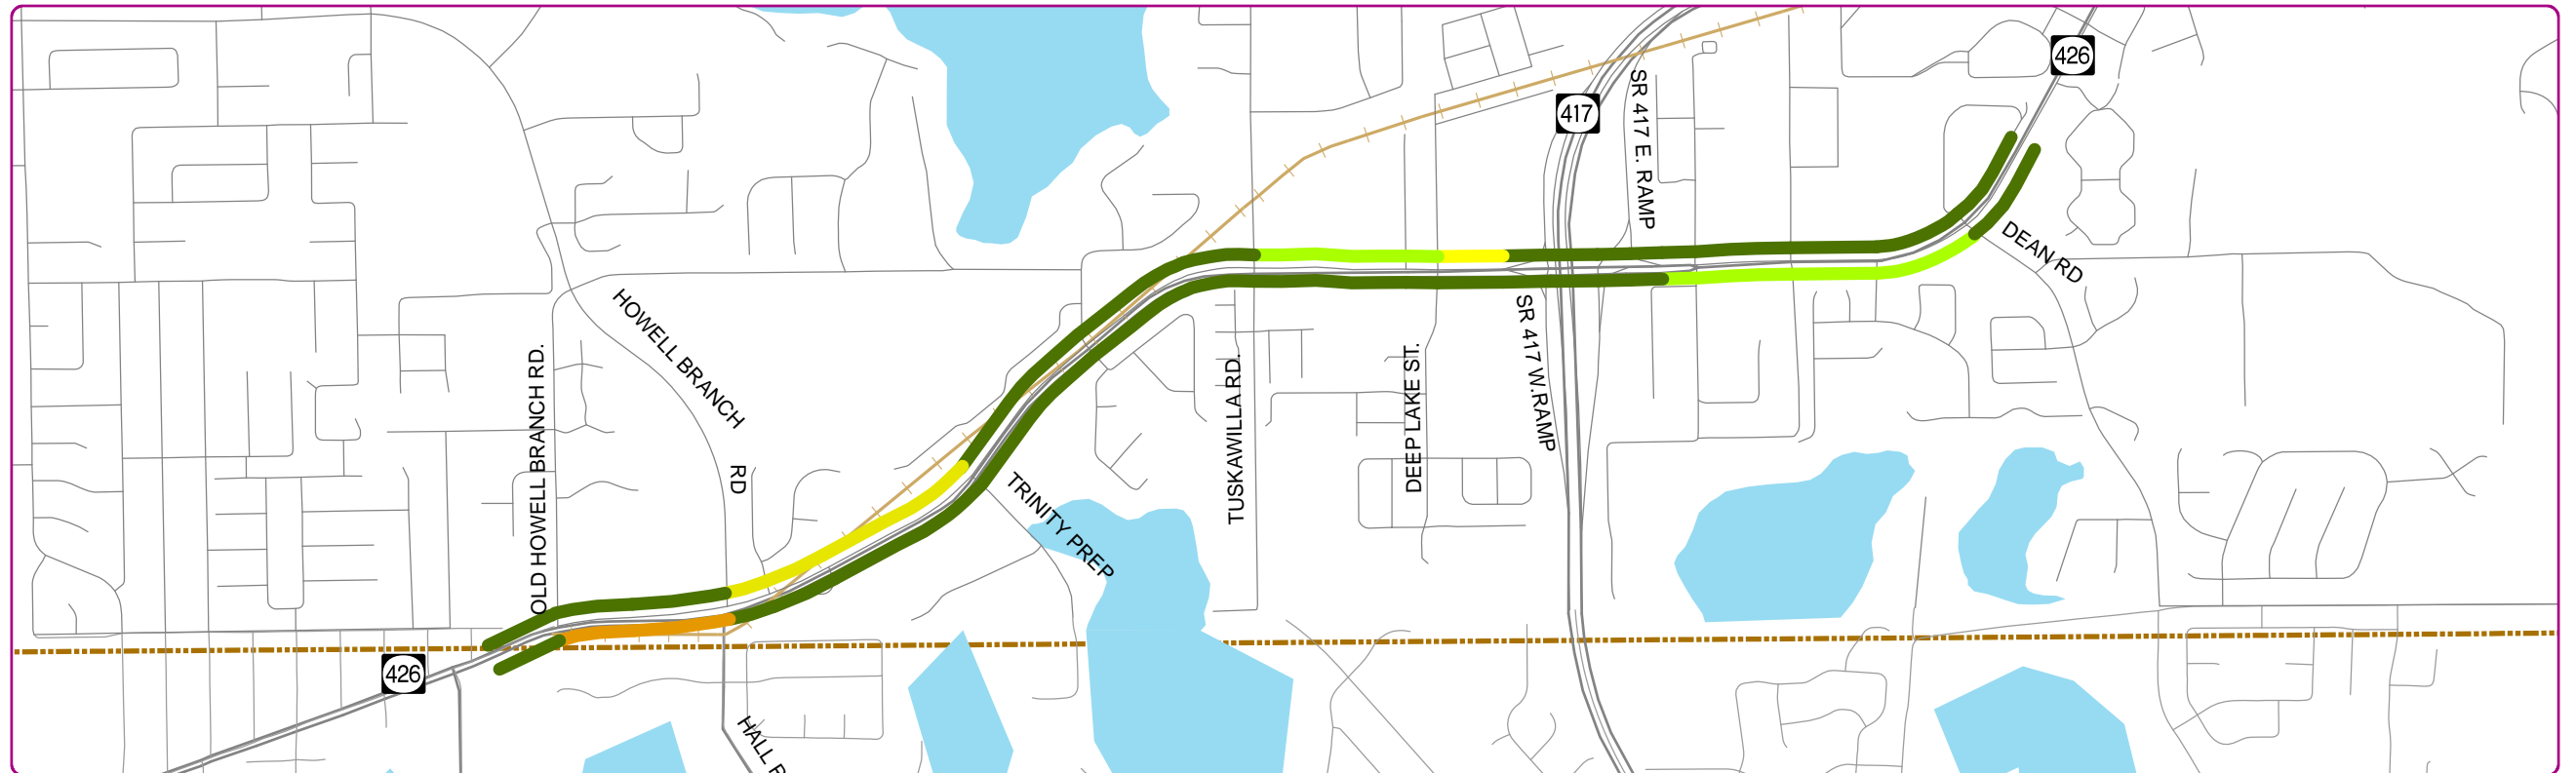 426
417
SR 417 E. RAMP
DEAN RD
HOWELL BRANCH
RD
OLD HOWELL BRANCH RD.
TUSKAWILLA RD.
DEEP LAKE ST.
SR 417 W.RAMP
TRINITY PREP
426
HALL